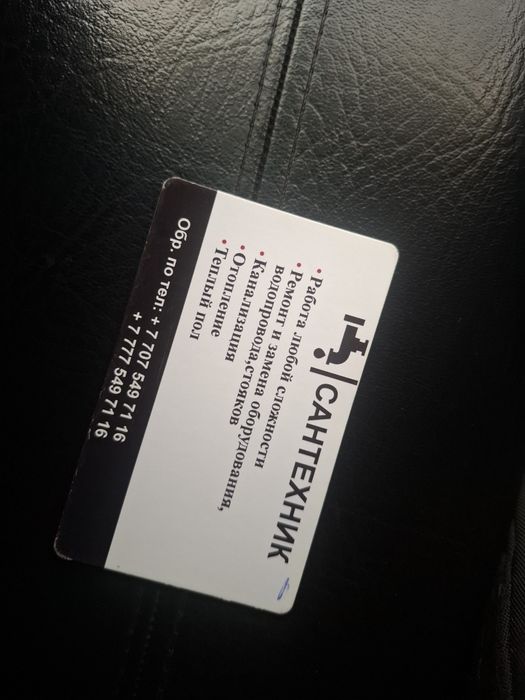 САНТЕХНИК
• Работа любой сложности
• Ремонт и замена оборудования,
водопровода,стояков
• Канализация
• Отопление
• Теплый пол
Обр. по тел: + 7 707 549 71 16
+ 7 777 549 71 16